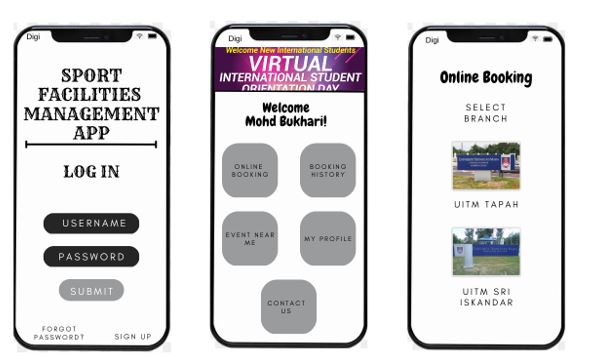 Digi
SPORT
FACILITIES
MANAGEMENT
APP
LOG IN
USERNAME
PASSWORD
SUBMIT
FORGOT
PASSWORD?
SIGN UP
Digi
Welcome New International Students
VIRTUAL
INTERNATIONAL STUDENT
ORIENTATION DAY
Welcome
Mohd Bukhari!
ONLINE
BOOKING
BOOKING
HISTORY
EVENT NEAR
ME
MY PROFILE
CONTACT
US
Digi
Online Booking
SELECT
BRANCH
UITM TAPAH
UITM SRI
ISKANDAR